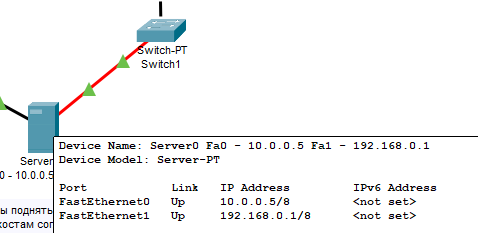 Switch-PT
Switch1
Server
0 - 10.0.0.5
Device Name: Server0 Fa0 - 10.0.0.5 Fa1 - 192.168.0.1
Device Model: Server-PT
Port Link IP Address IPv6 Address
FastEthernet0 Up 10.0.0.5/8 <not set>
FastEthernet1 Up 192.168.0.1/8 <not set>
ы поднять
хостам сог